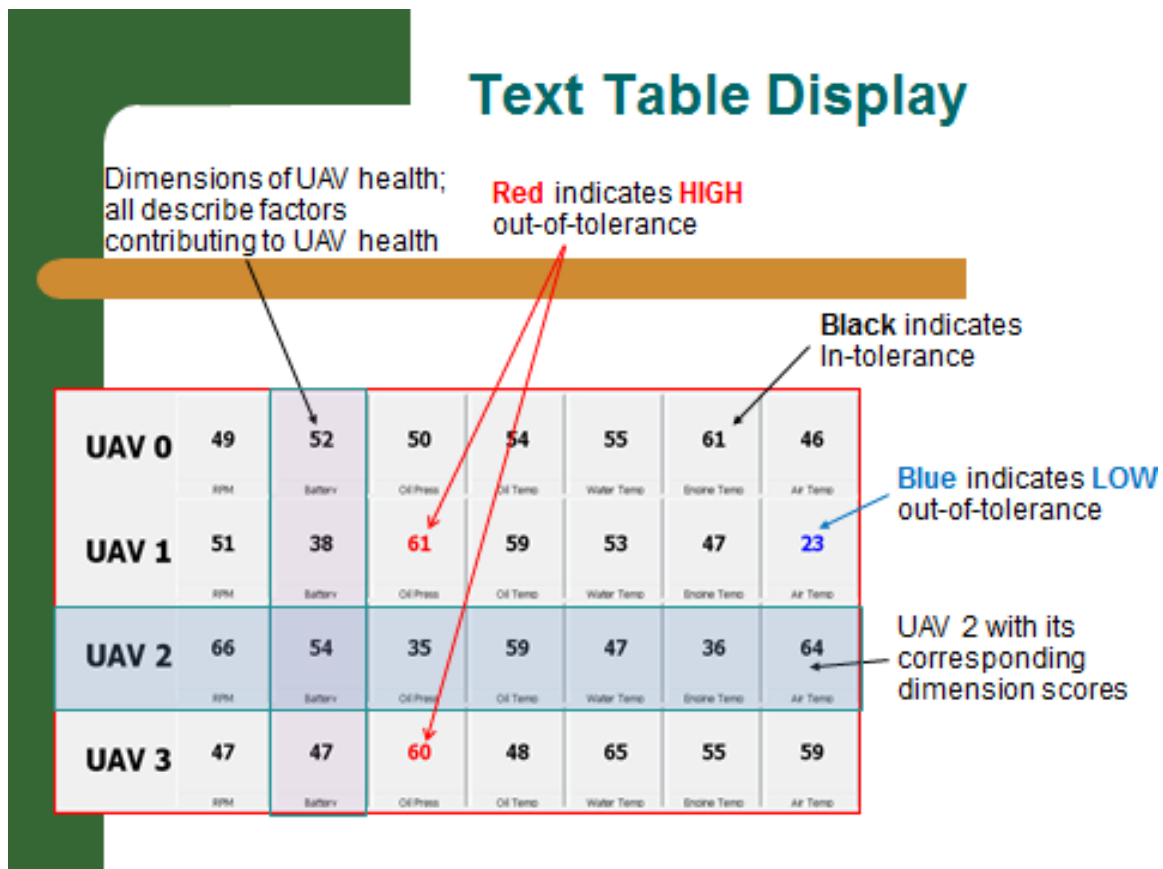 Text Table Display
Dimensions of UAV health;
all describe factors
contributing to UAV health
Red indicates HIGH
out-of-tolerance
Black indicates
In-tolerance
UAV 0 49 52 50 54 55 61 46
RPM Battery Oil Press Oil Temp Water Temp Engine Temp Air Temp
Blue indicates LOW
out-of-tolerance
UAV 1 51 38 61 59 53 47 23
RPM Battery Oil Press Oil Temp Water Temp Engine Temp Air Temp
UAV 2 66 54 35 59 47 36 64
RPM Battery Oil Press Oil Temp Water Temp Engine Temp Air Temp
UAV 2 with its
corresponding
dimension scores
UAV 3 47 47 60 48 65 55 59
RPM Battery Oil Press Oil Temp Water Temp Engine Temp Air Temp